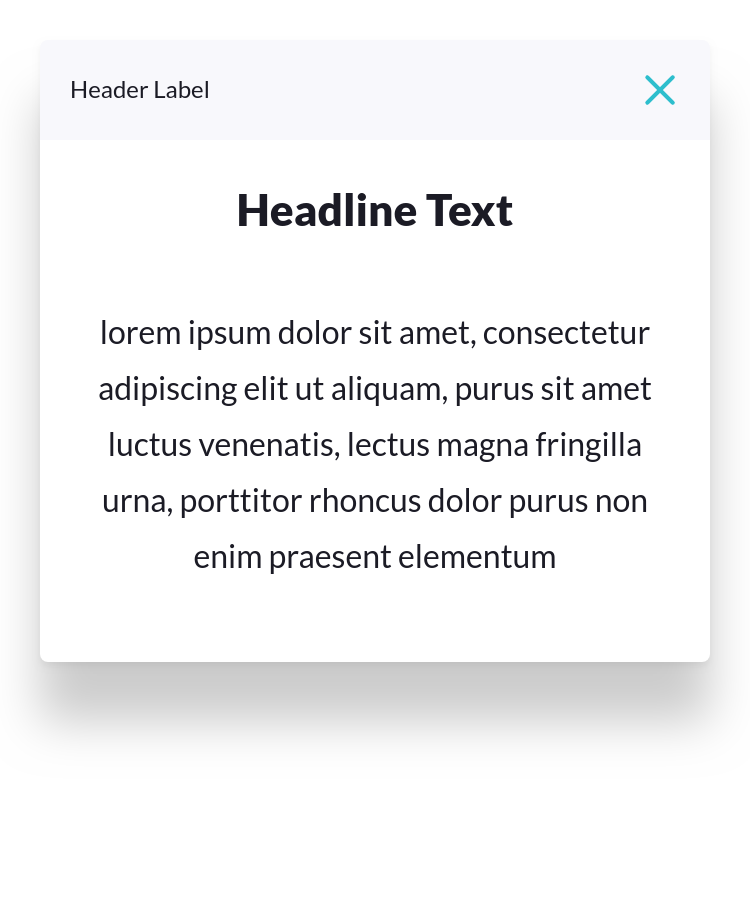 Header Label
Headline Text
lorem ipsum dolor sit amet, consectetur
adipiscing elit ut aliquam, purus sit amet
luctus venenatis, lectus magna fringilla
urna, porttitor rhoncus dolor purus non
enim praesent elementum